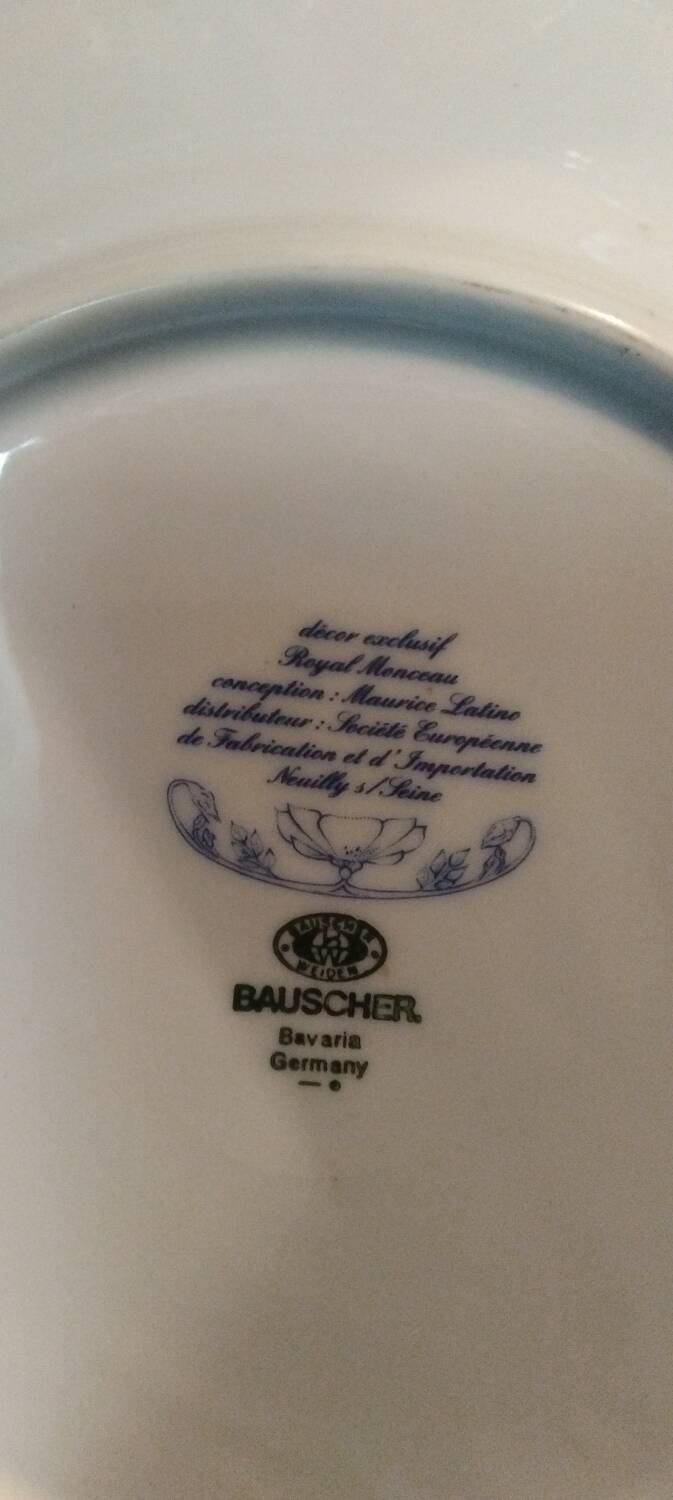 décor exclusif
Royal Monceau
conception : Maurice Latino
distributeur : Société Européenne
de Fabrication et d'Importation
Neuilly s/Seine
BAUSCHER
WEIDEN
BAUSCHER
Bavaria
Germany